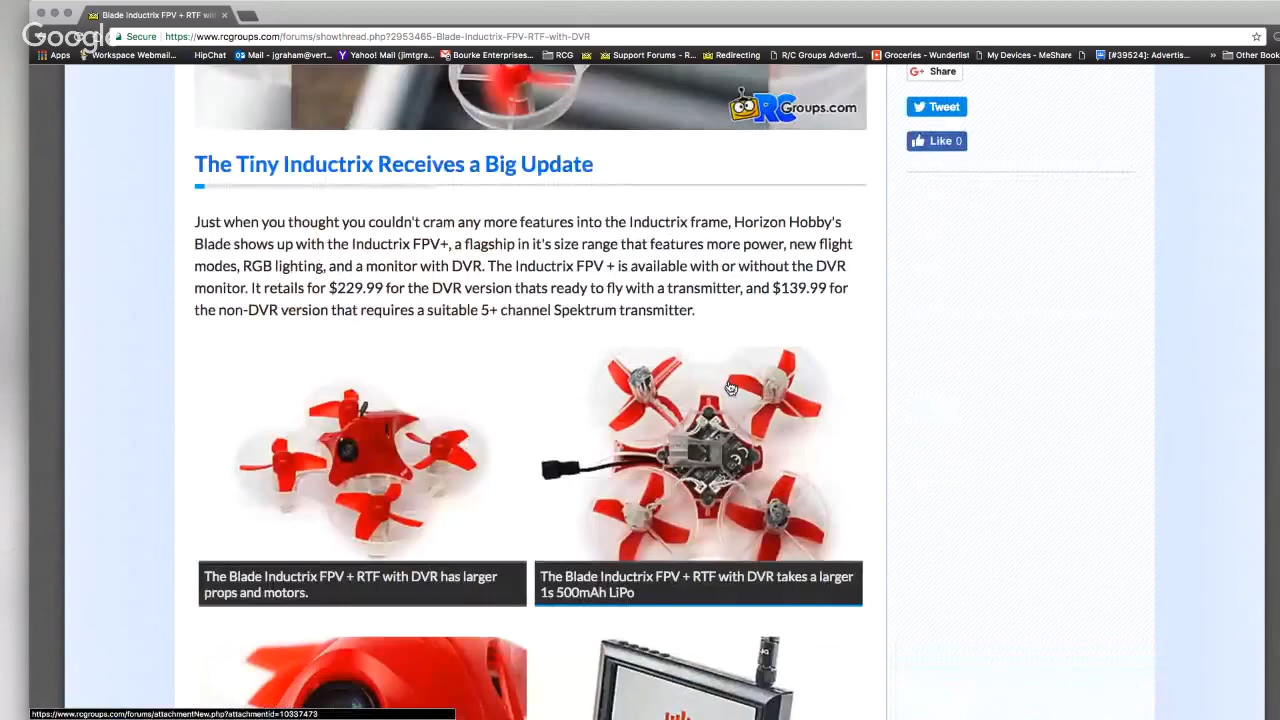 Blade Inductrix FPV + RTF wit
Google
Secure
https://www.rcgroups.com/forums/showthread.php?2953465-Blade-Inductrix-FPV-RTF-with-DVR
Apps
Workspace Webmail...
HipChat
Mail - jgraham@vert...
Yahoo! Mail (jimtgra...
Bourke Enterprises...
RCG
Support Forums - R...
Redirecting
R/C Groups Adverti...
Groceries - Wunderlist
My Devices - MeShare
[#39524]: Advertis...
»
Other Book
RCGroups.com
G+ Share
Tweet
Like 0
The Tiny Inductrix Receives a Big Update
Just when you thought you couldn't cram any more features into the Inductrix frame, Horizon Hobby's
Blade shows up with the Inductrix FPV+, a flagship in it's size range that features more power, new flight
modes, RGB lighting, and a monitor with DVR. The Inductrix FPV + is available with or without the DVR
monitor. It retails for $229.99 for the DVR version thats ready to fly with a transmitter, and $139.99 for
the non-DVR version that requires a suitable 5+ channel Spektrum transmitter.
The Blade Inductrix FPV + RTF with DVR has larger
props and motors.
The Blade Inductrix FPV + RTF with DVR takes a larger
1s 500mAh LiPo
https://www.rcgroups.com/forums/attachmentNew.php?attachmentid=10337473